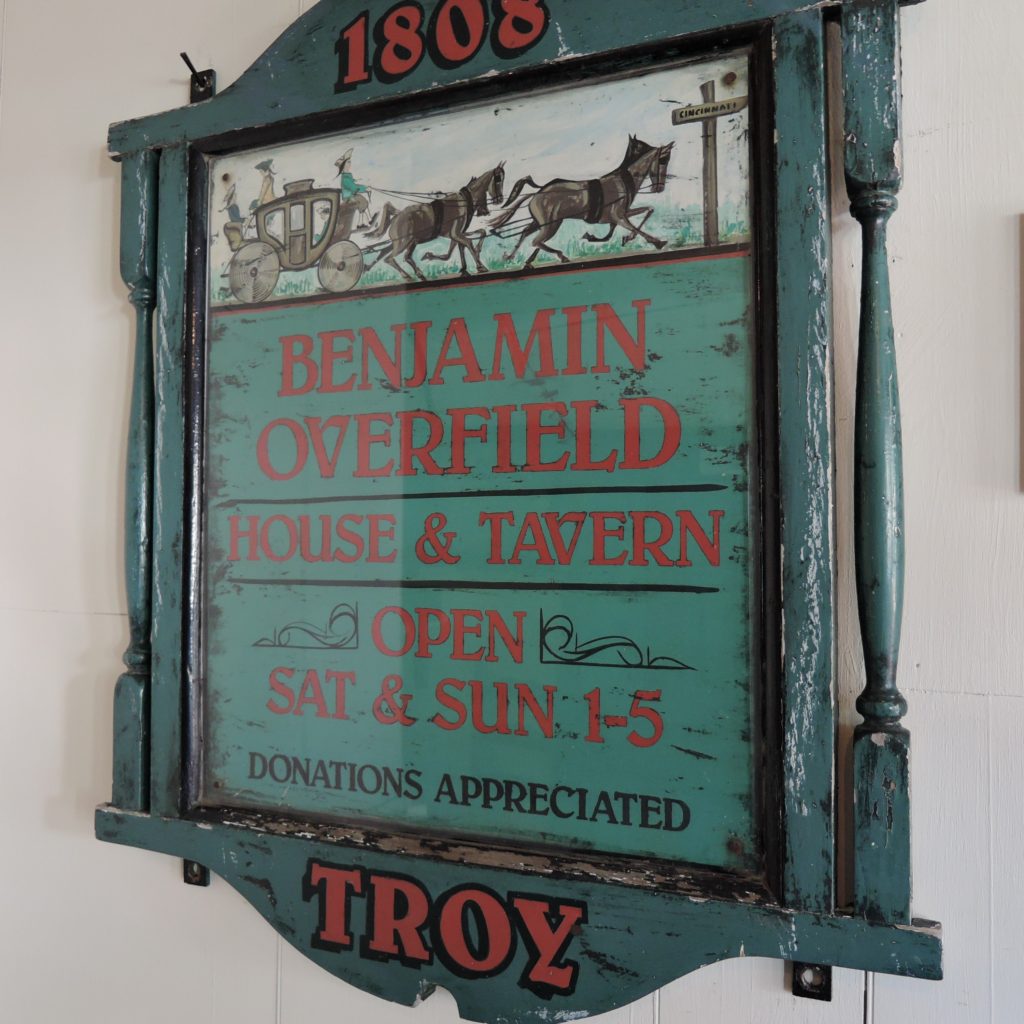 1808
CINCINNATI
BENJAMIN
OVERFIELD
HOUSE & TAVERN
OPEN
SAT & SUN 1-5
DONATIONS APPRECIATED
TROY